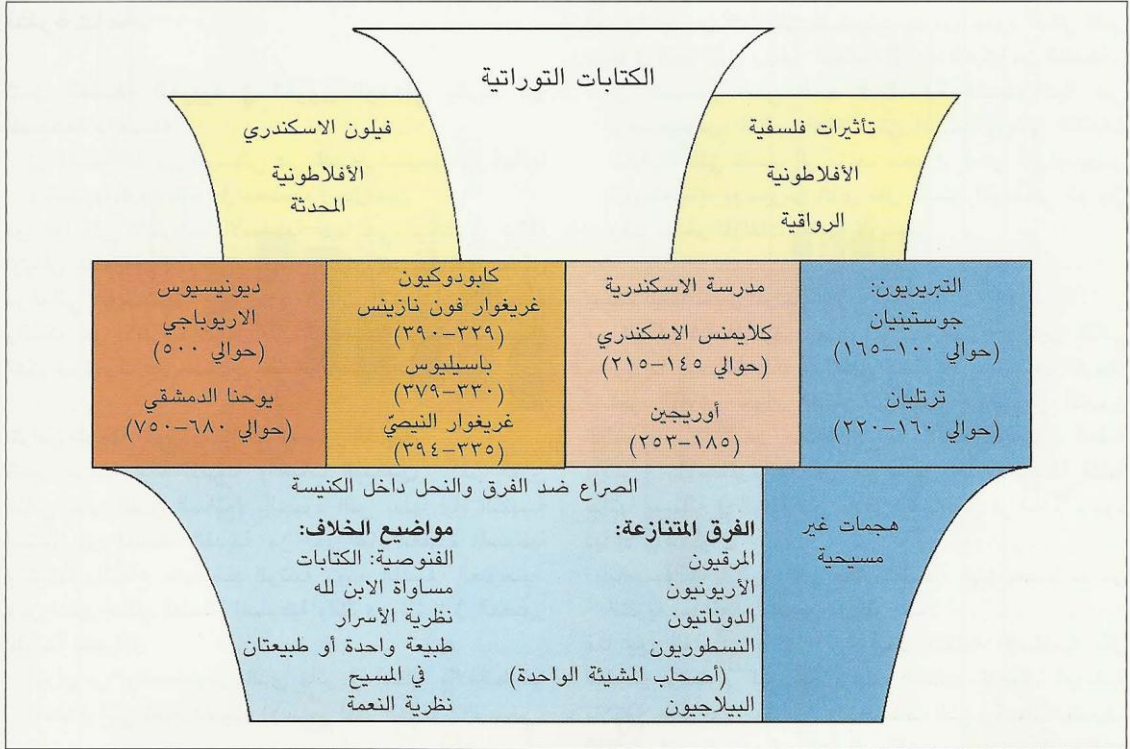 الكتابات التوراتية
تأثيرات فلسفية
الأفلاطونية
الرواقية
فيلون الاسكندري
الأفلاطونية
المحدثة
التبريريون:
جوستينيان
(حوالي ١٠٠–١٦٥)
ترتليان
(حوالي ١٦٠–٢٢٠)
مدرسة الاسكندرية
كلايمنس الاسكندري
(حوالي ١٤٥–٢١٥)
أوريجين
(١٨٥–٢٥٣)
كابودوكيون
غريغوار فون نازينس
(٣٢٩–٣٩٠)
باسيليوس
(٣٣٠–٣٧٩)
غريغوار النيصيّ
(٣٣٥–٣٩٤)
ديونيسيوس
الاريوباجي
(حوالي ٥٠٠)
يوحنا الدمشقي
(حوالي ٦٨٠–٧٥٠)
هجمات غير
مسيحية
الصراع ضد الفرق والنحل داخل الكنيسة
الفرق المتنازعة:
المرقيون
الأريونيون
الدوناتيون
النسطوريون
(أصحاب المشيئة الواحدة)
البيلاجيون
مواضيع الخلاف:
الفنوصية: الكتابات
مساواة الابن لله
نظرية الأسرار
طبيعة واحدة أو طبيعتان
في المسيح
نظرية النعمة